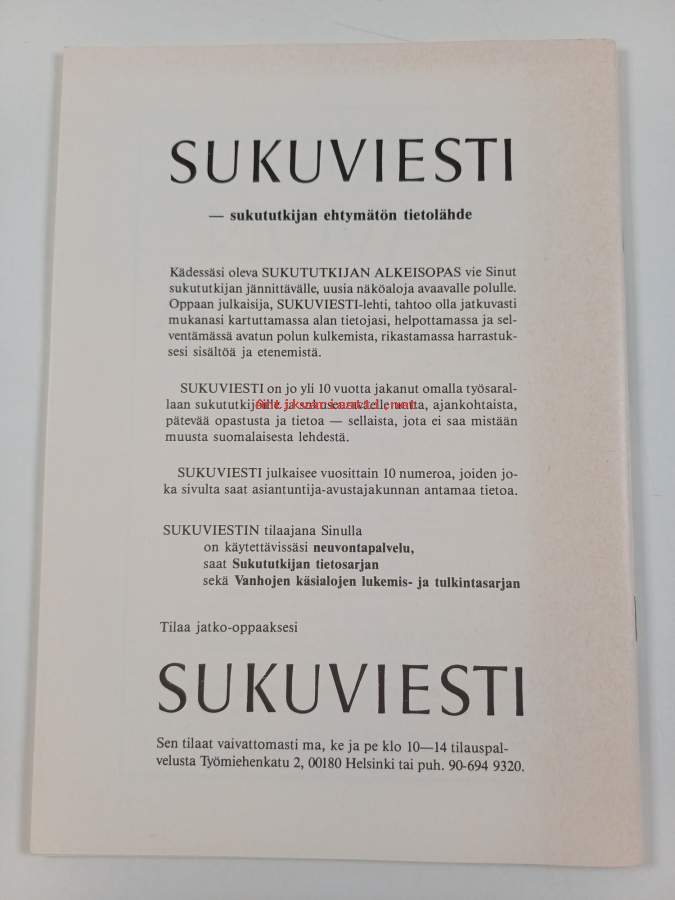 SUKUVIESTI
— sukututkijan ehtymätön tietolähde
Kädessäsi oleva SUKUTUTKIJAN ALKEISOPAS vie Sinut
sukututkijan jännittävälle, uusia näköaloja avaavalle polulle.
Oppaan julkaisija, SUKUVIESTI-lehti, tahtoo olla jatkuvasti
mukanasi kartuttamassa alan tietojasi, helpottamassa ja sel-
ventämässä avatun polun kulkemista, rikastamassa harrastuk-
sesi sisältöä ja etenemistä.
SUKUVIESTI on jo yli 10 vuotta jakanut omalla työsaral-
laan sukututkijoille ja sukuseuraväelle, ajankohtaista,
pätevää opastusta ja tietoa — sellaista, jota ei saa mistään
muusta suomalaisesta lehdestä.
SUKUVIESTI julkaisee vuosittain 10 numeroa, joiden jo-
ka sivulta saat asiantuntija-avustajakunnan antamaa tietoa.
SUKUVIESTIN tilaajana Sinulla
on käytettävissäsi neuvontapalvelu,
saat Sukututkijan tietosarjan
sekä Vanhojen käsialojen lukemis- ja tulkintasarjan
Tilaa jatko-oppaaksesi
SUKUVIESTI
Sen tilaat vaivattomasti ma, ke ja pe klo 10—14 tilauspal-
velusta Työmiehenkatu 2, 00180 Helsinki tai puh. 90-694 9320.